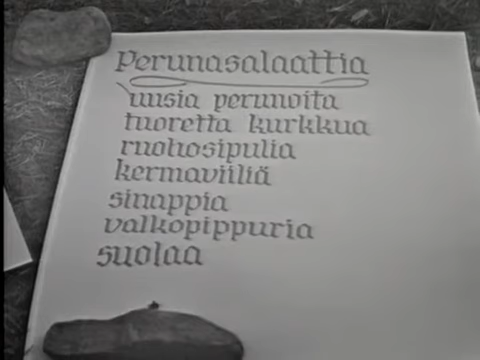 Perunasalaattia
uusia perunoita
tuoretta kurkkua
ruohosipulia
kermaviiliä
sinappia
valkopippuria
suolaa